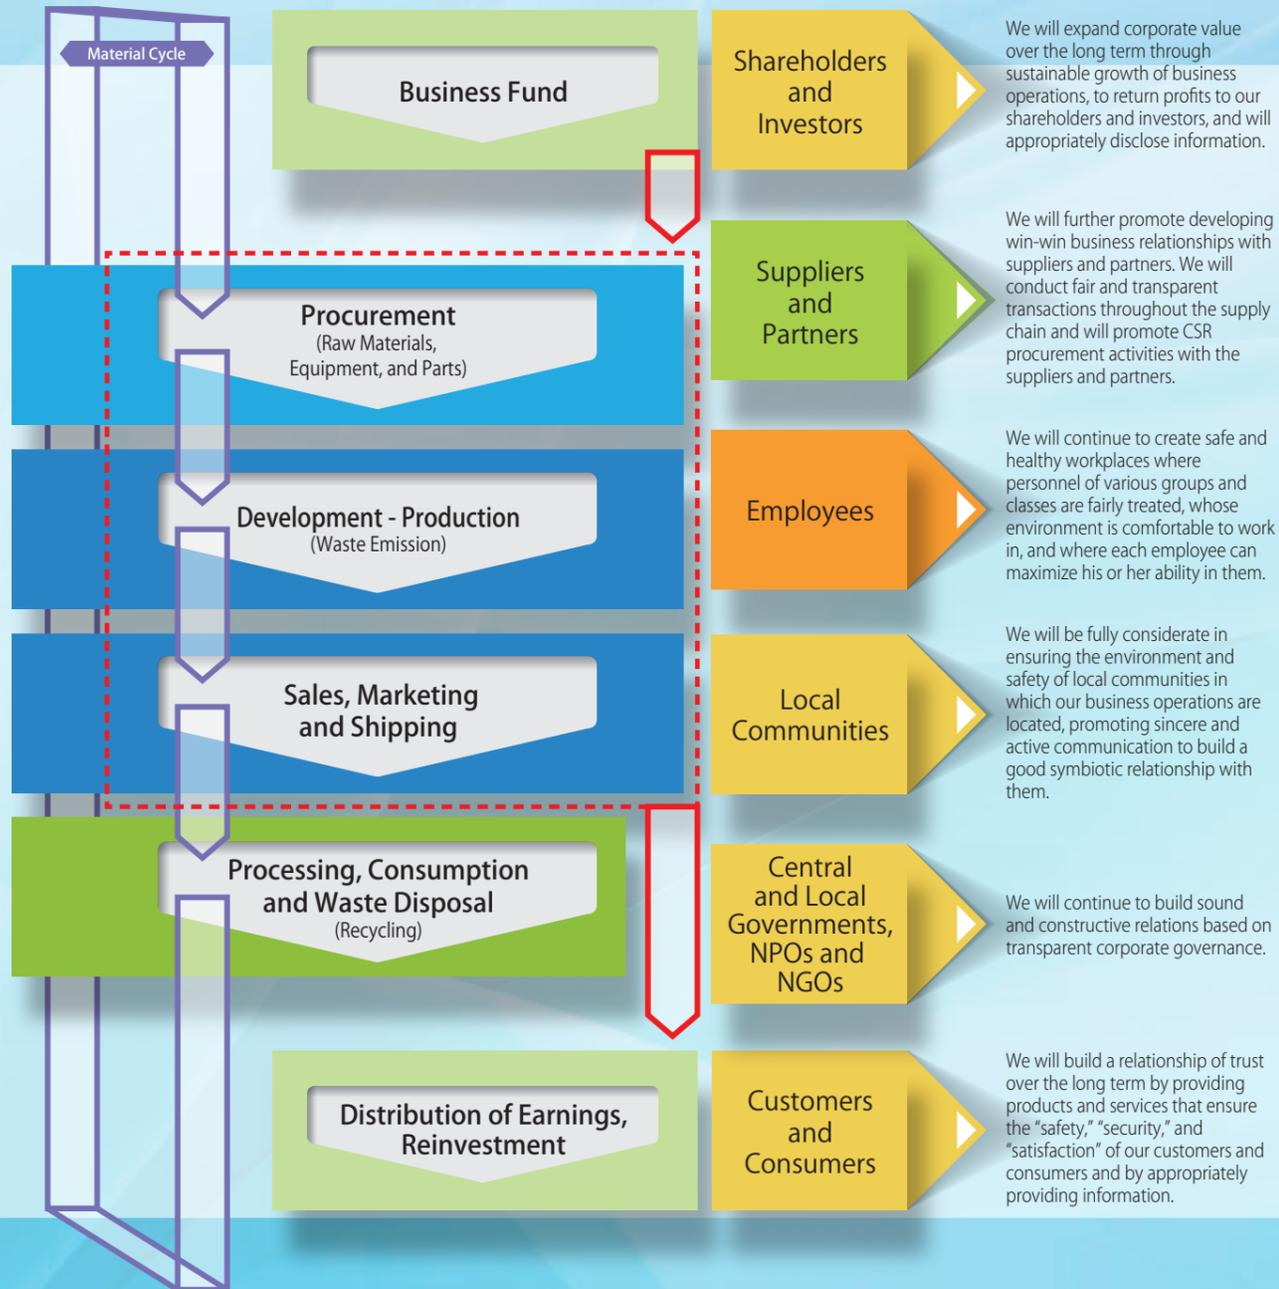 Material Cycle
Business Fund
Shareholders
and
Investors
We will expand corporate value
over the long term through
sustainable growth of business
operations, to return profits to our
shareholders and investors, and will
appropriately disclose information.
Procurement
(Raw Materials,
Equipment, and Parts)
Suppliers
and
Partners
We will further promote developing
win-win business relationships with
suppliers and partners. We will
conduct fair and transparent
transactions throughout the supply
chain and will promote CSR
procurement activities with the
suppliers and partners.
Development - Production
(Waste Emission)
Employees
We will continue to create safe and
healthy workplaces where
personnel of various groups and
classes are fairly treated, whose
environment is comfortable to work
in, and where each employee can
maximize his or her ability in them.
Sales, Marketing
and Shipping
Local
Communities
We will be fully considerate in
ensuring the environment and
safety of local communities in
which our business operations are
located, promoting sincere and
active communication to build a
good symbiotic relationship with
them.
Processing, Consumption
and Waste Disposal
(Recycling)
Central
and Local
Governments,
NPOs and
NGOs
We will continue to build sound
and constructive relations based on
transparent corporate governance.
Distribution of Earnings,
Reinvestment
Customers
and
Consumers
We will build a relationship of trust
over the long term by providing
products and services that ensure
the “safety,” “security,” and
“satisfaction” of our customers and
consumers and by appropriately
providing information.